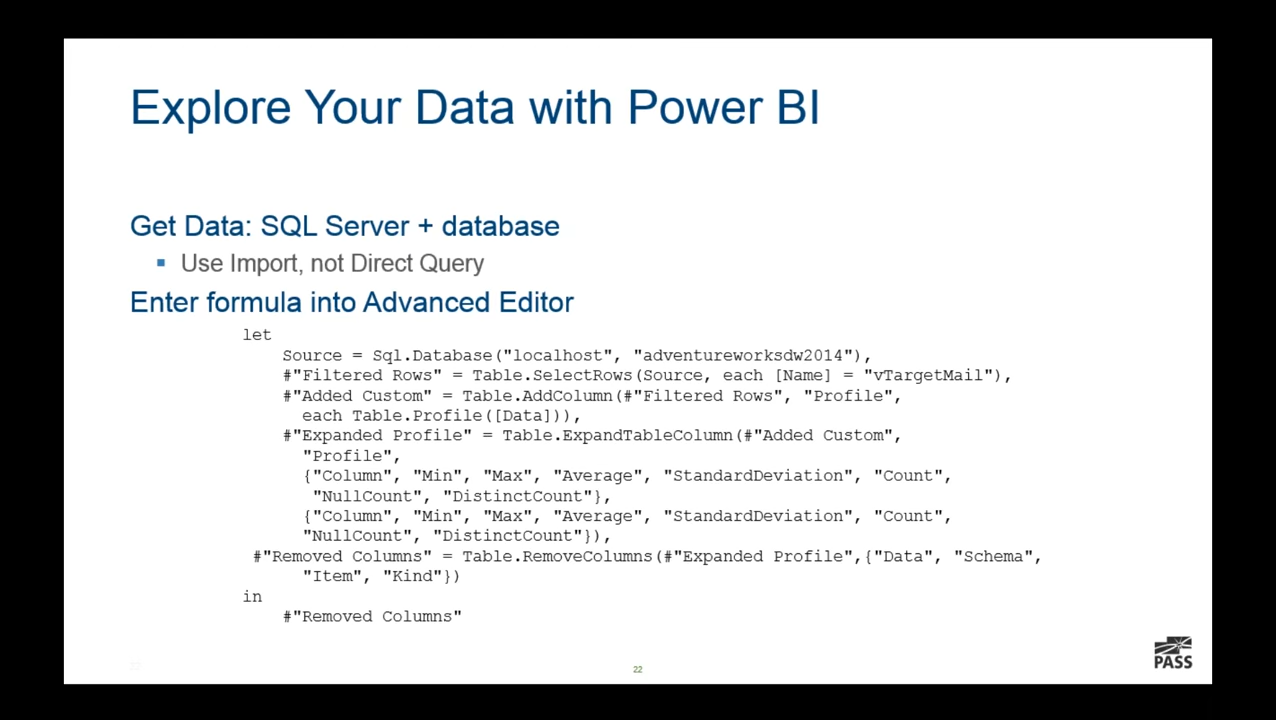 Explore Your Data with Power BI
Get Data: SQL Server + database
▪ Use Import, not Direct Query
Enter formula into Advanced Editor
let
Source = Sql.Database("localhost", "adventureworksdw2014"),
#"Filtered Rows" = Table.SelectRows(Source, each [Name] = "vTargetMail"),
#"Added Custom" = Table.AddColumn(#"Filtered Rows", "Profile",
each Table.Profile([Data])),
#"Expanded Profile" = Table.ExpandTableColumn(#"Added Custom",
"Profile",
{"Column", "Min", "Max", "Average", "StandardDeviation", "Count",
"NullCount", "DistinctCount"},
{"Column", "Min", "Max", "Average", "StandardDeviation", "Count",
"NullCount", "DistinctCount"}),
#"Removed Columns" = Table.RemoveColumns(#"Expanded Profile",{"Data", "Schema",
"Item", "Kind"})
in
#"Removed Columns"
22
22
PASS